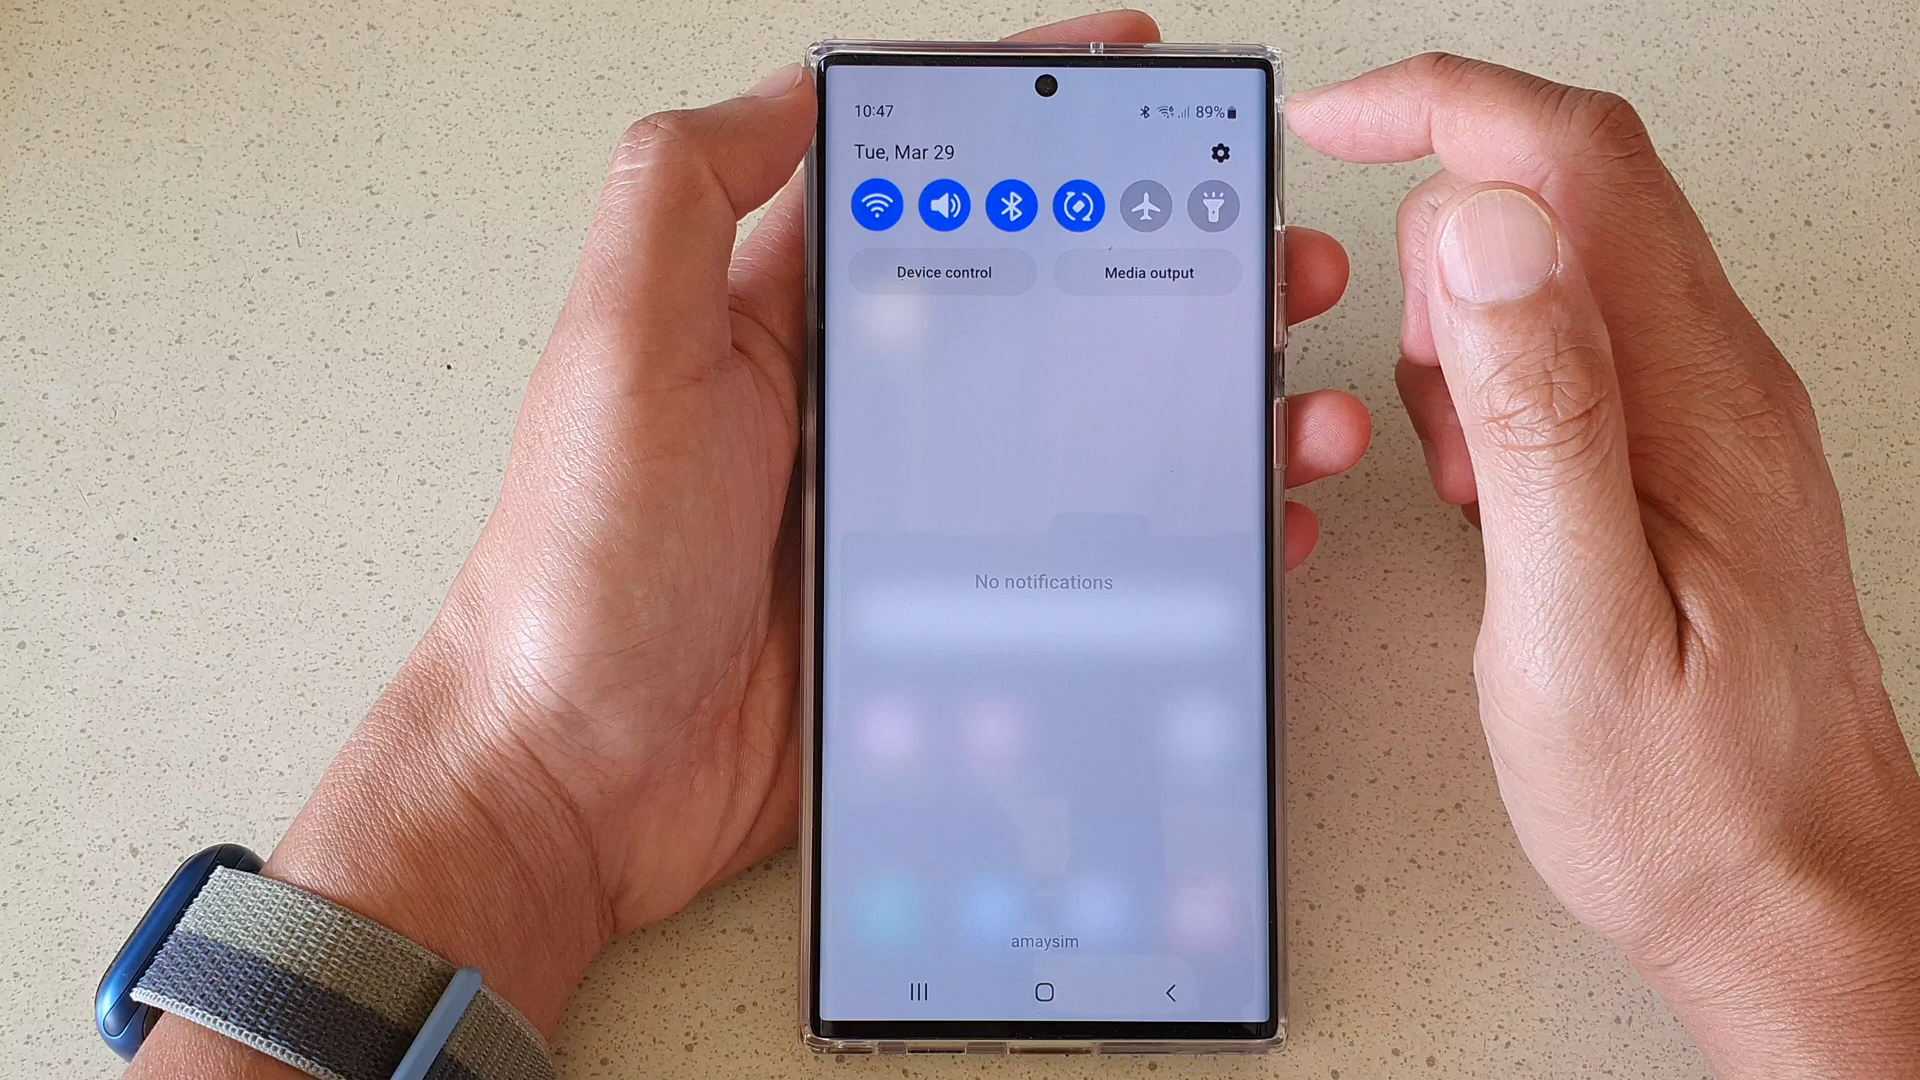 10:47 89%
Tue, Mar 29
Device control Media output
No notifications
amaysim